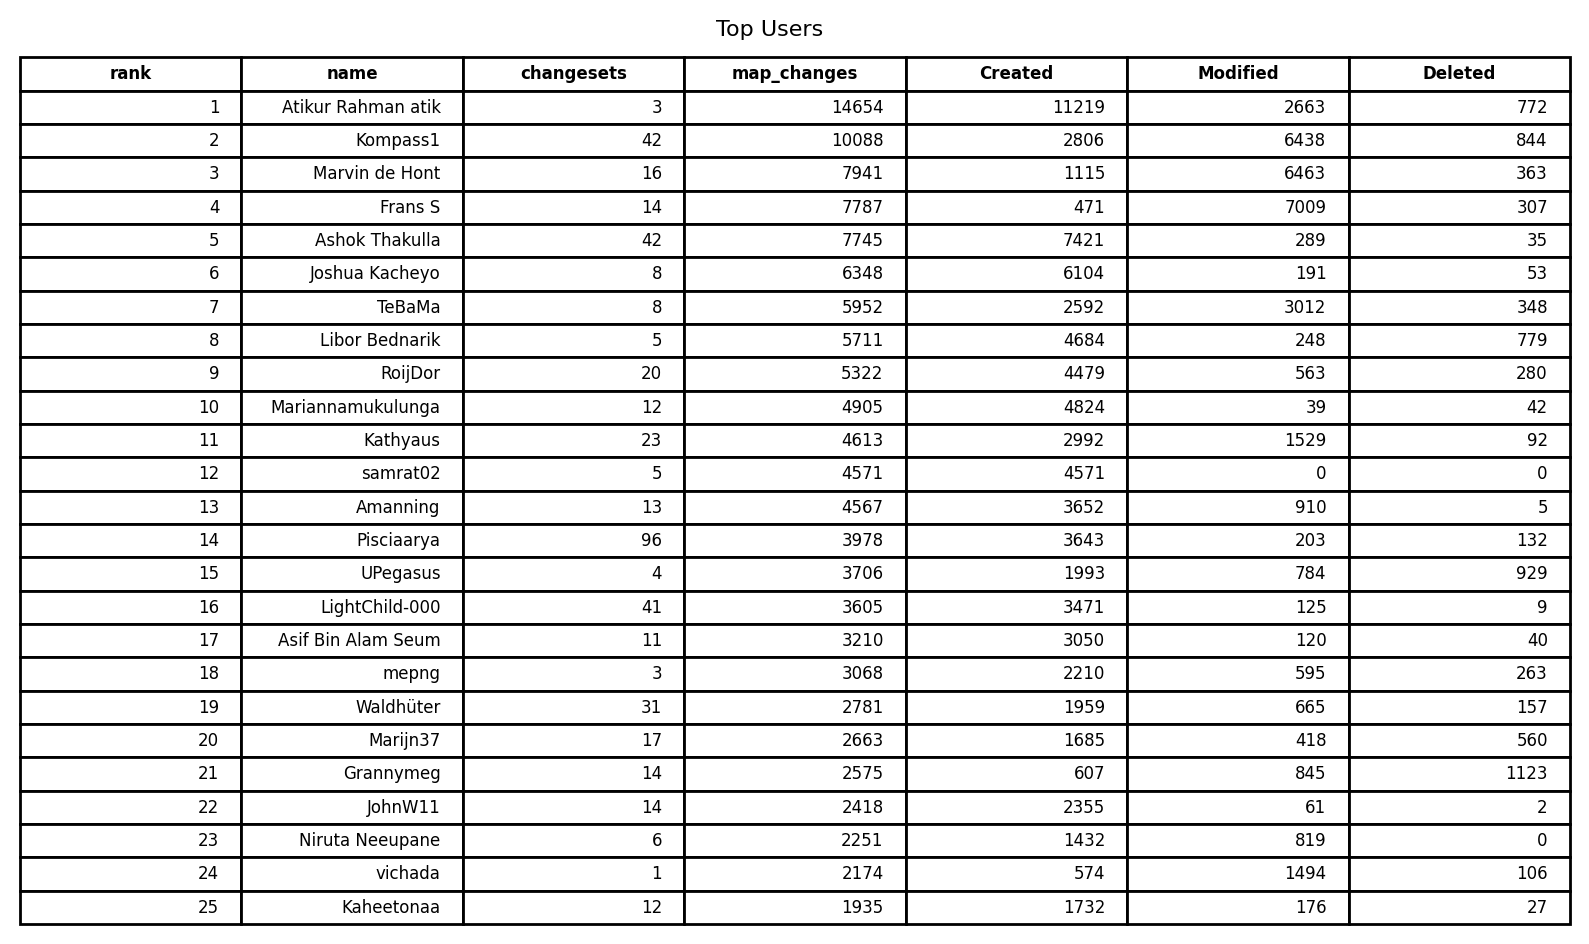 Top Users
rank name changesets map_changes Created Modified Deleted
1 Atikur Rahman atik 3 14654 11219 2663 772
2 Kompass1 42 10088 2806 6438 844
3 Marvin de Hont 16 7941 1115 6463 363
4 Frans S 14 7787 471 7009 307
5 Ashok Thakulla 42 7745 7421 289 35
6 Joshua Kacheyo 8 6348 6104 191 53
7 TeBaMa 8 5952 2592 3012 348
8 Libor Bednarik 5 5711 4684 248 779
9 RoijDor 20 5322 4479 563 280
10 Mariannamukulunga 12 4905 4824 39 42
11 Kathyaus 23 4613 2992 1529 92
12 samrat02 5 4571 4571 0 0
13 Amanning 13 4567 3652 910 5
14 Pisciaarya 96 3978 3643 203 132
15 UPegasus 4 3706 1993 784 929
16 LightChild-000 41 3605 3471 125 9
17 Asif Bin Alam Seum 11 3210 3050 120 40
18 mepng 3 3068 2210 595 263
19 Waldhüter 31 2781 1959 665 157
20 Marijn37 17 2663 1685 418 560
21 Grannymeg 14 2575 607 845 1123
22 JohnW11 14 2418 2355 61 2
23 Niruta Neeupane 6 2251 1432 819 0
24 vichada 1 2174 574 1494 106
25 Kaheetonaa 12 1935 1732 176 27